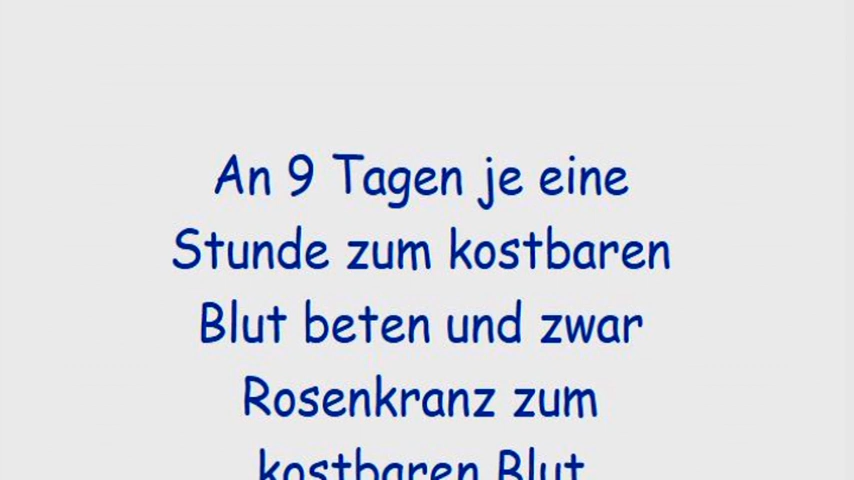 An 9 Tagen je eine
Stunde zum kostbaren
Blut beten und zwar
Rosenkranz zum
kostbaren Blut